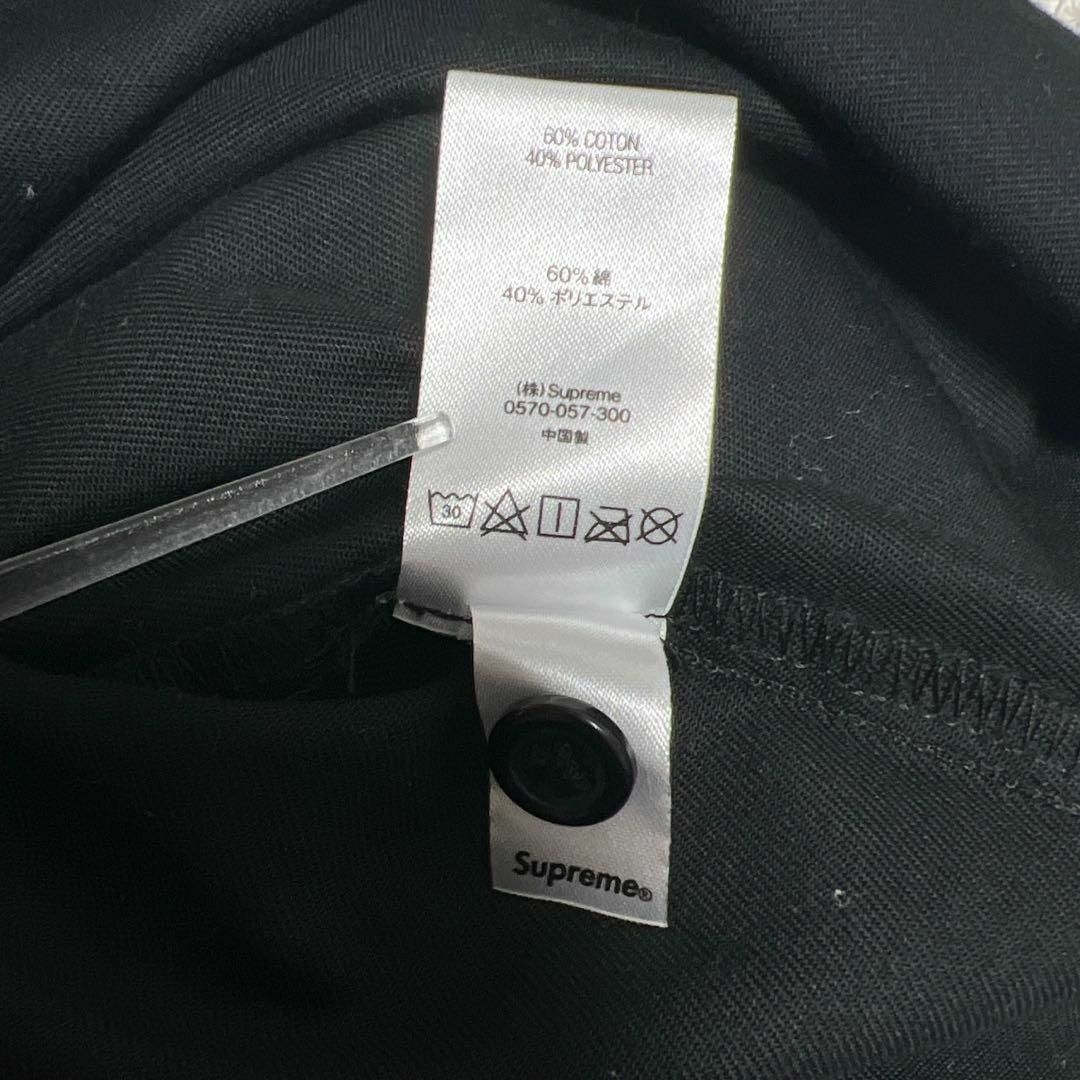 60% COTON
40% POLYESTER
60% 綿
40% ポリエステル
(株)Supreme
0570-057-300
中国製
30
Supreme®